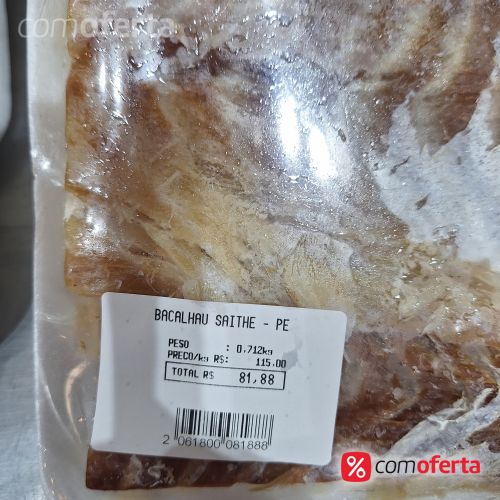 comoferta
BACALHAU SAITHE - PE
PESO : 0.712kg
PRECO/kg R$: 115.00
TOTAL R$ 81,88
2 061800 081888
% comoferta